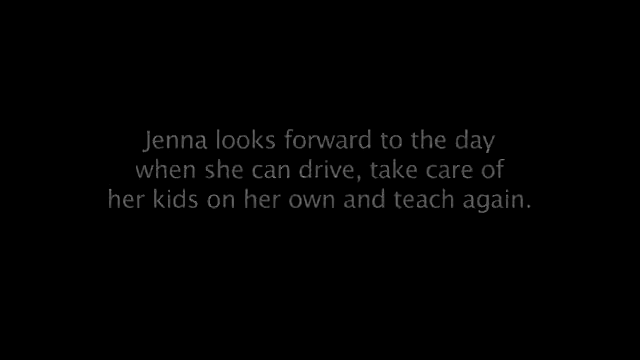 Jenna looks forward to the day
when she can drive, take care of
her kids on her own and teach again.